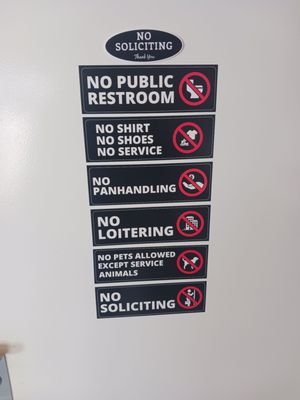 NO
SOLICITING
Thank You
NO PUBLIC
RESTROOM
NO SHIRT
NO SHOES
NO SERVICE
NO
PANHANDLING
NO
LOITERING
NO PETS ALLOWED
EXCEPT SERVICE
ANIMALS
NO
SOLICITING